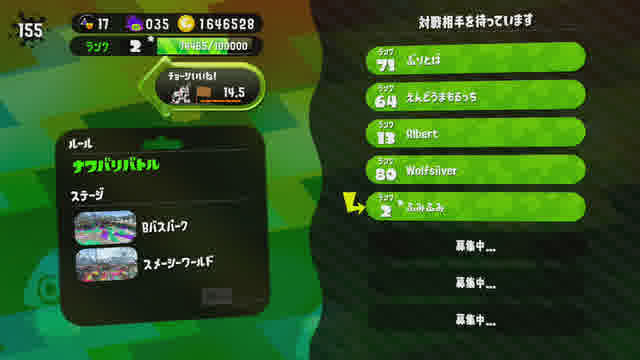 155
17
035
1646528
ランク 2 ★ 74465/100000
チョーシいいね!
14.5
ルール
ナワバリバトル
ステージ
Bバスパーク
スメーシーワールド
対戦相手を待っています
ランク 71 ぷりとば
ランク 64 えんどうまもるっち
ランク 13 Albert
ランク 80 Wolfsilver
ランク 2 ★ ふみふみ
募集中...
募集中...
募集中...